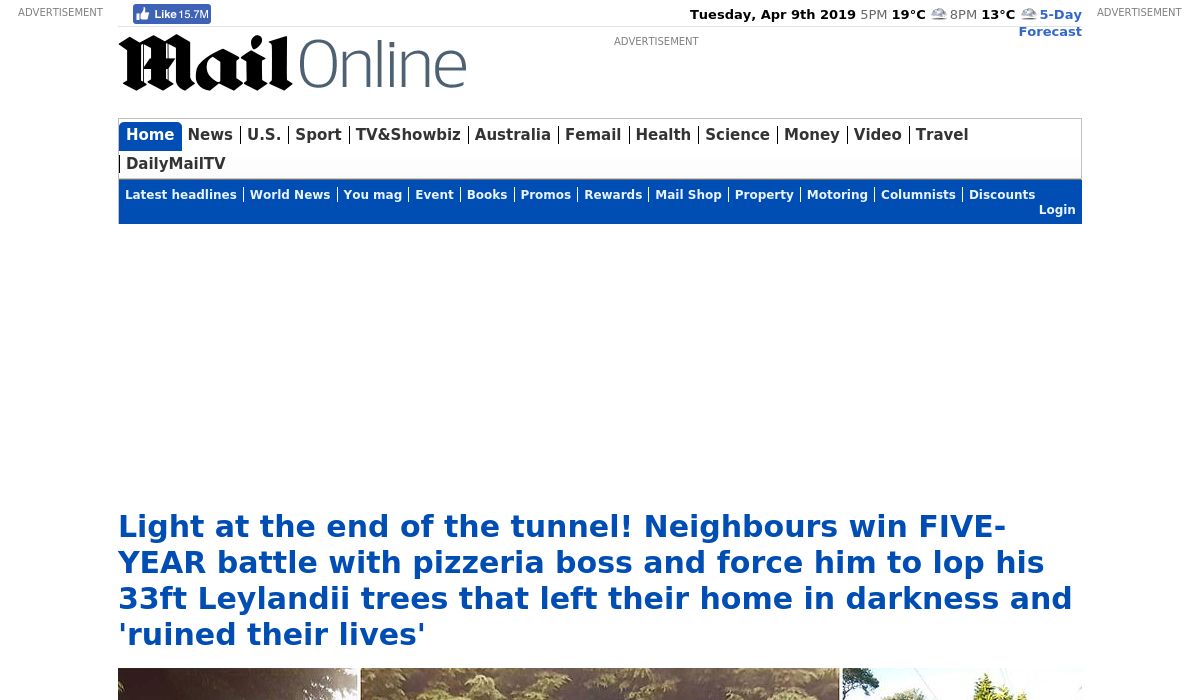 ADVERTISEMENT
Like 15.7M
Tuesday, Apr 9th 2019 5PM 19°C 8PM 13°C 5-Day
Forecast
ADVERTISEMENT
ADVERTISEMENT
Mail Online
Home News U.S. Sport TV&Showbiz Australia Femail Health Science Money Video Travel
DailyMailTV
Latest headlines World News You mag Event Books Promos Rewards Mail Shop Property Motoring Columnists Discounts
Login
Light at the end of the tunnel! Neighbours win FIVE-
YEAR battle with pizzeria boss and force him to lop his
33ft Leylandii trees that left their home in darkness and
'ruined their lives'